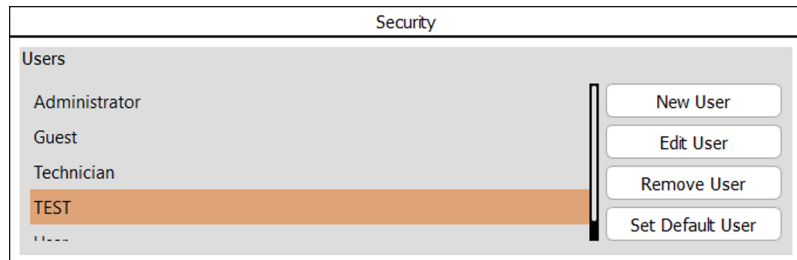 Security
Users
Administrator
New User
Guest
Edit User
Technician
Remove User
TEST
Set Default User